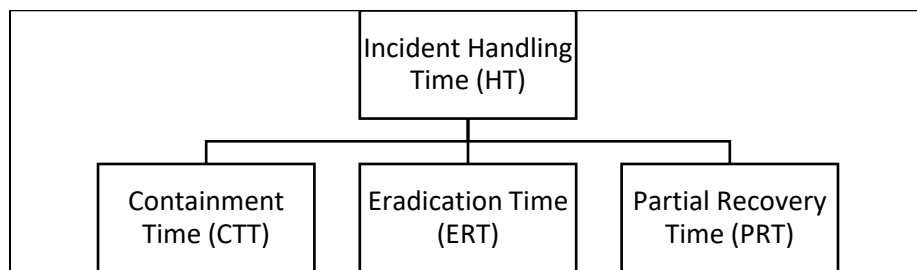 Incident Handling
Time (HT)
Containment
Time (CTT)
Eradication Time
(ERT)
Partial Recovery
Time (PRT)